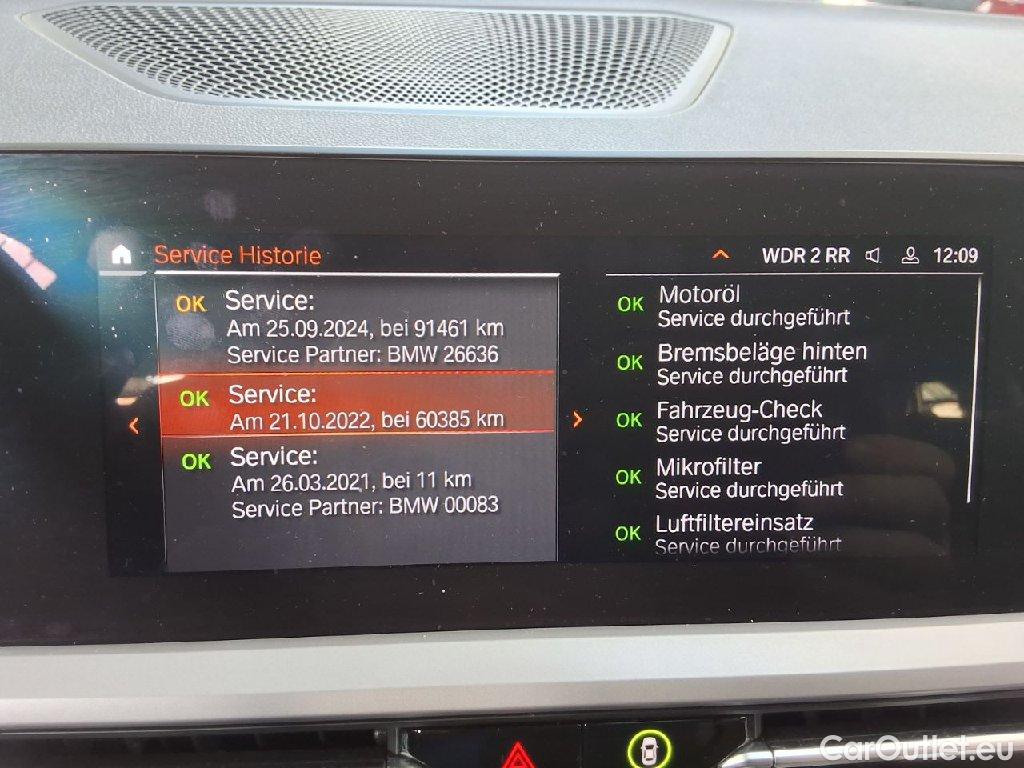 Service Historie
WDR 2 RR
12:09
OK Service:
Am 25.09.2024, bei 91461 km
Service Partner: BMW 26636
OK Service:
Am 21.10.2022, bei 60385 km
OK Service:
Am 26.03.2021, bei 11 km
Service Partner: BMW 00083
OK Motoröl
Service durchgeführt
OK Bremsbeläge hinten
Service durchgeführt
OK Fahrzeug-Check
Service durchgeführt
OK Mikrofilter
Service durchgeführt
OK Luftfiltereinsatz
Service durchgeführt
CarOutlet.eu